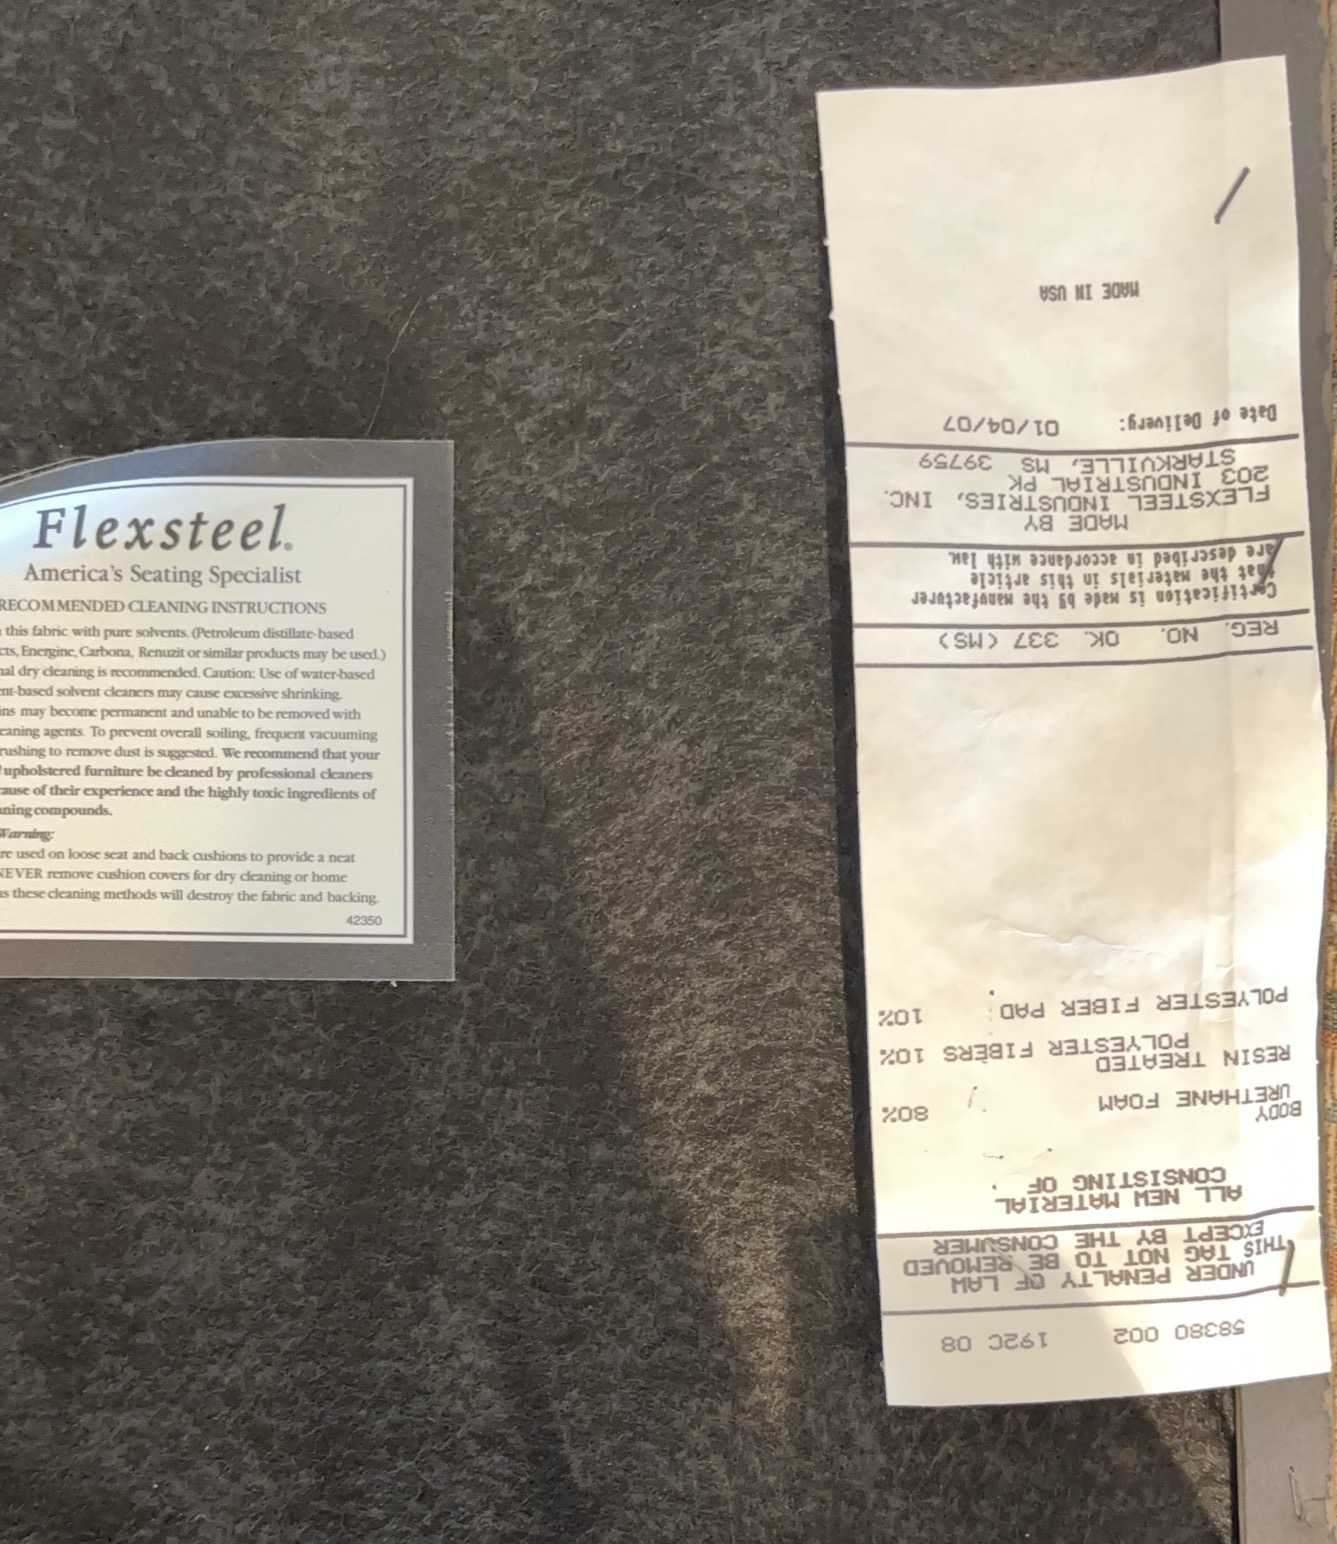 Flexsteel.
America's Seating Specialist
RECOMMENDED CLEANING INSTRUCTIONS
this fabric with pure solvents. (Petroleum distillate-based
cts, Energine, Carbona, Renuzit or similar products may be used.)
nal dry cleaning is recommended. Caution: Use of water-based
nt-based solvent cleaners may cause excessive shrinking.
ins may become permanent and unable to be removed with
eaning agents. To prevent overall soiling, frequent vacuuming
rushing to remove dust is suggested. We recommend that your
upholstered furniture be cleaned by professional cleaners
cause of their experience and the highly toxic ingredients of
ning compounds.
Warning:
re used on loose seat and back cushions to provide a neat
NEVER remove cushion covers for dry cleaning or home
as these cleaning methods will destroy the fabric and backing.
42350
58380 002 192C 08
UNDER PENALTY OF LAW
THIS TAG NOT TO BE REMOVED
EXCEPT BY THE CONSUMER
ALL NEW MATERIAL
CONSISTING OF
BODY
URETHANE FOAM 80%
RESIN TREATED
POLYESTER FIBERS 10%
POLYESTER FIBER PAD 10%
REG. NO. OK. 337 (MS)
Certification is made by the manufacturer
that the materials in this article
are described in accordance with law.
MADE BY
FLEXSTEEL INDUSTRIES, INC.
203 INDUSTRIAL PK
STARKVILLE, MS 39759
Date of Delivery: 01/04/07
MADE IN USA